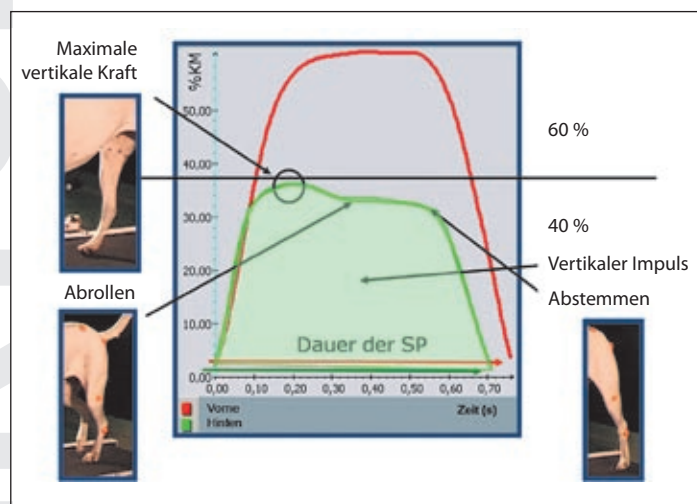 Maximale
vertikale Kraft
%KM
50,00
40,00
30,00
20,00
10,00
0,00
60 %
40 %
Vertikaler Impuls
Abstemmen
Abrollen
Dauer der SP
0,00 0,10 0,20 0,30 0,40 0,50 0,60 0,70
Vorne
Zeit (s)
Hinten